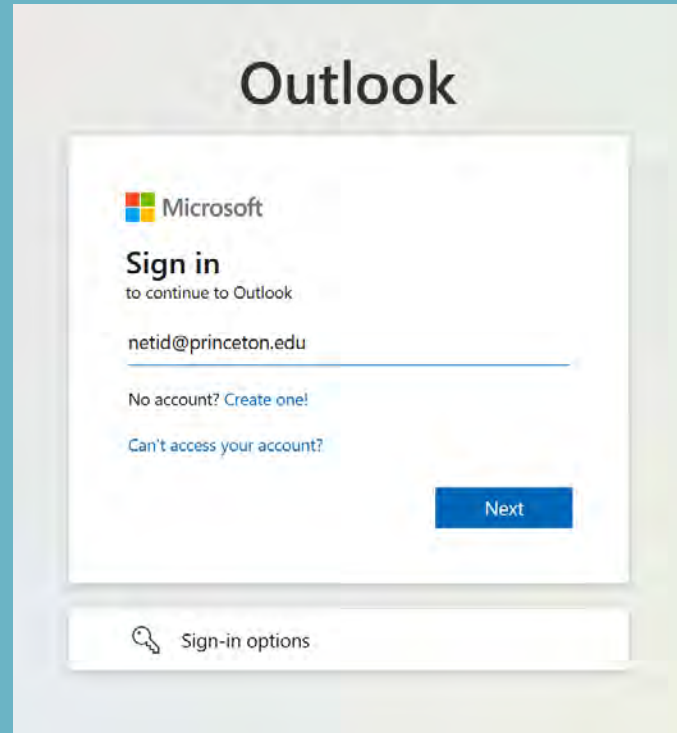 Outlook
Microsoft
Sign in
to continue to Outlook
netid@princeton.edu
No account? Create one!
Can't access your account?
Next
Sign-in options